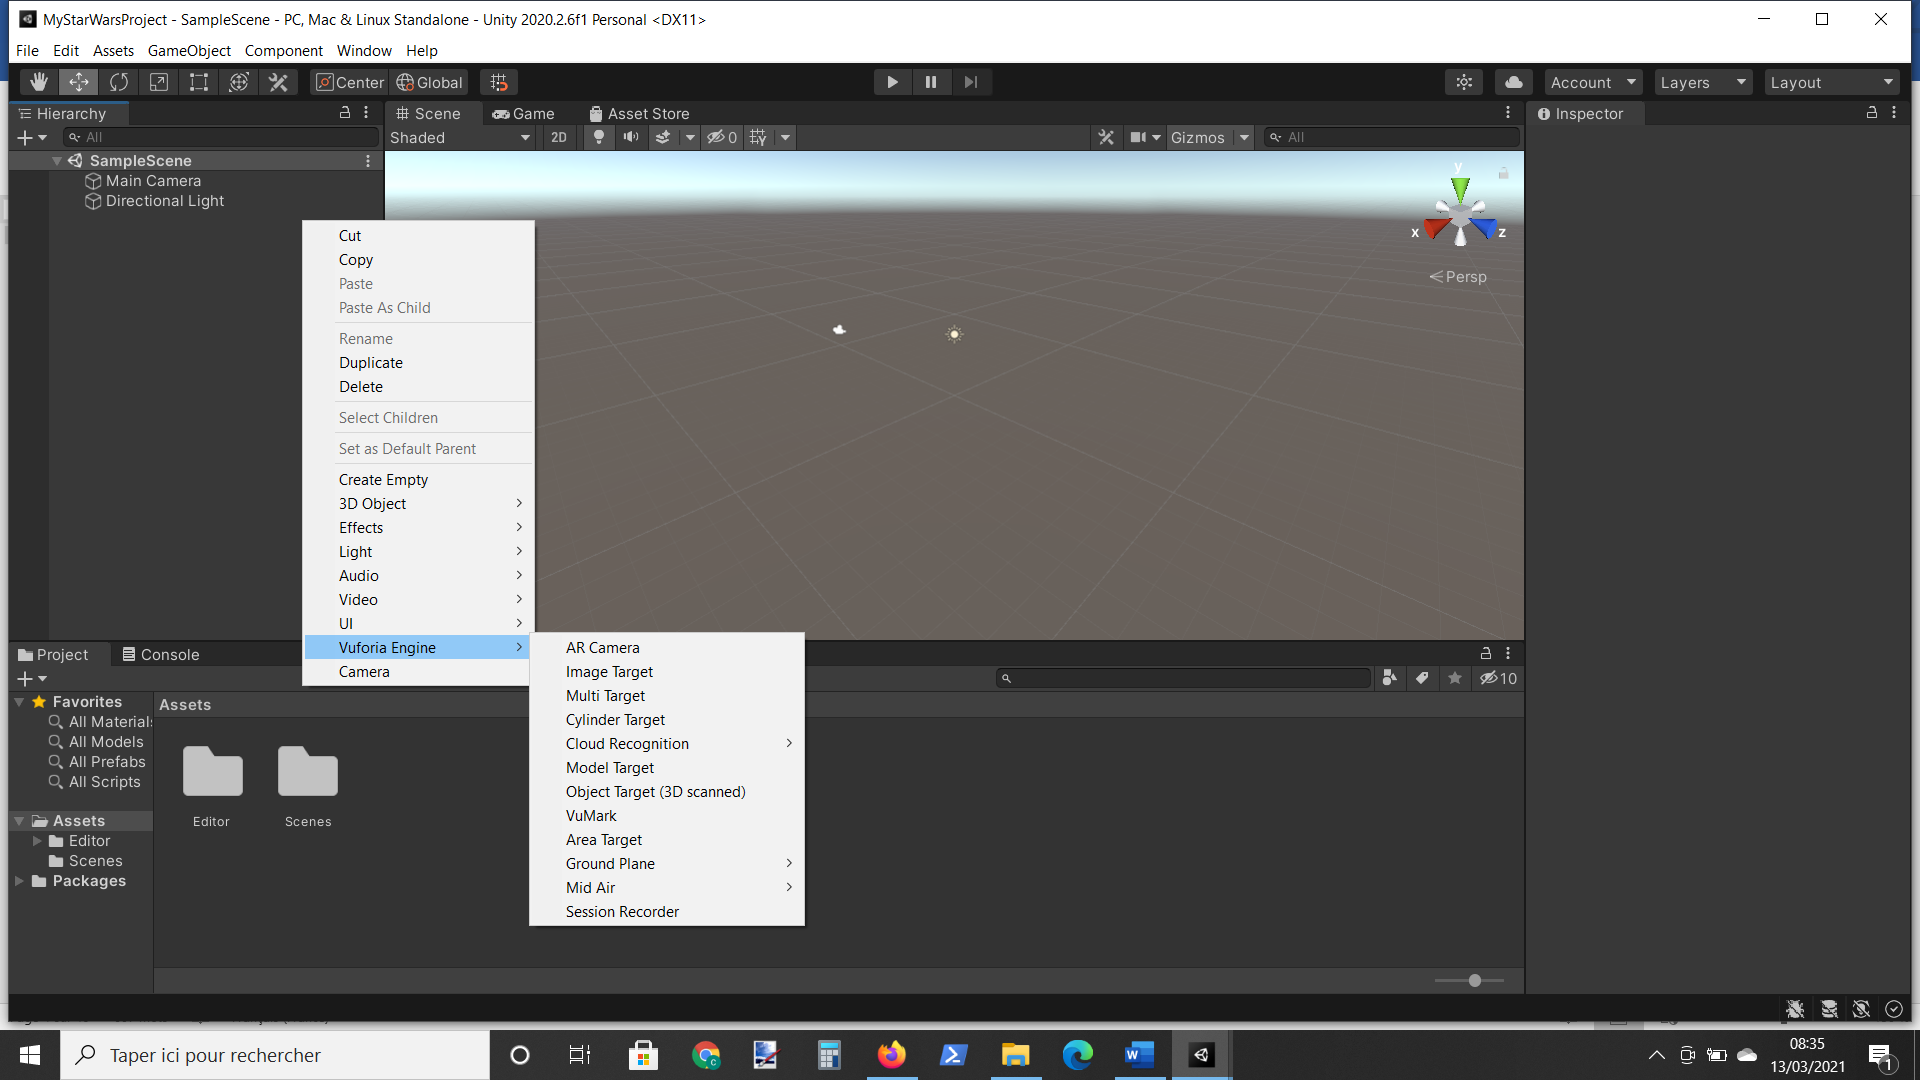 MyStarWarsProject - SampleScene - PC, Mac & Linux Standalone - Unity 2020.2.6f1 Personal <DX11>
File Edit Assets GameObject Component Window Help
Center Global Account Layers Layout
Hierarchy
Scene Game Asset Store
Inspector
All
Shaded 2D 0 Gizmos All
SampleScene
Main Camera
Directional Light
y
x z
Persp
Cut
Copy
Paste
Paste As Child
Rename
Duplicate
Delete
Select Children
Set as Default Parent
Create Empty
3D Object
Effects
Light
Audio
Video
UI
Vuforia Engine
Camera
AR Camera
Image Target
Multi Target
Cylinder Target
Cloud Recognition
Model Target
Object Target (3D scanned)
VuMark
Area Target
Ground Plane
Mid Air
Session Recorder
Project Console
10
Favorites
All Materials
All Models
All Prefabs
All Scripts
Assets
Editor
Scenes
Packages
Assets
Editor Scenes
Taper ici pour rechercher
08:35
13/03/2021
1